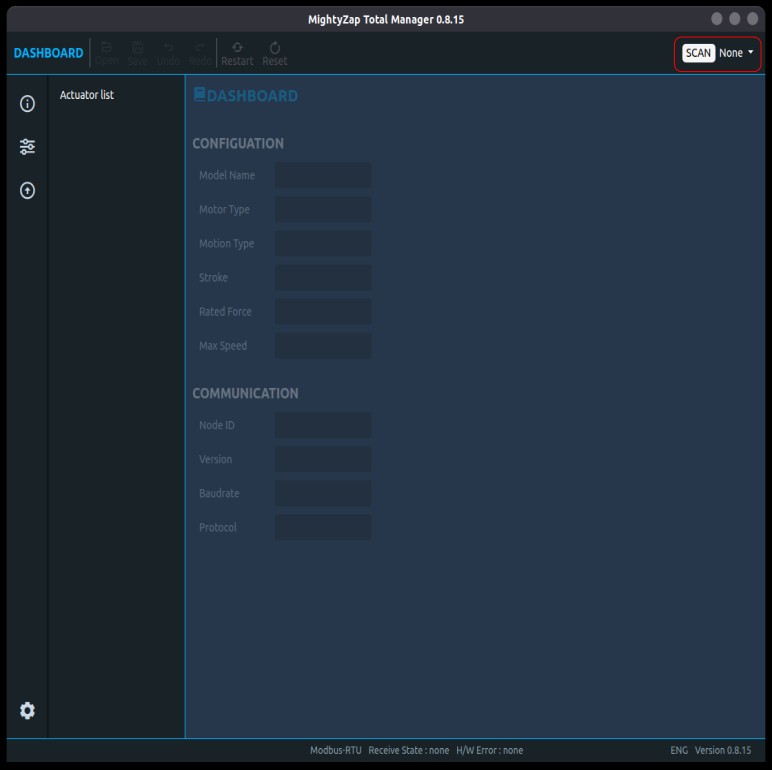 MightyZap Total Manager 0.8.15
DASHBOARD Open Save Undo Redo Restart Reset SCAN None
Actuator list
DASHBOARD
CONFIGUATION
Model Name
Motor Type
Motion Type
Stroke
Rated Force
Max Speed
COMMUNICATION
Node ID
Version
Baudrate
Protocol
Modbus-RTU Receive State : none H/W Error : none ENG Version 0.8.15